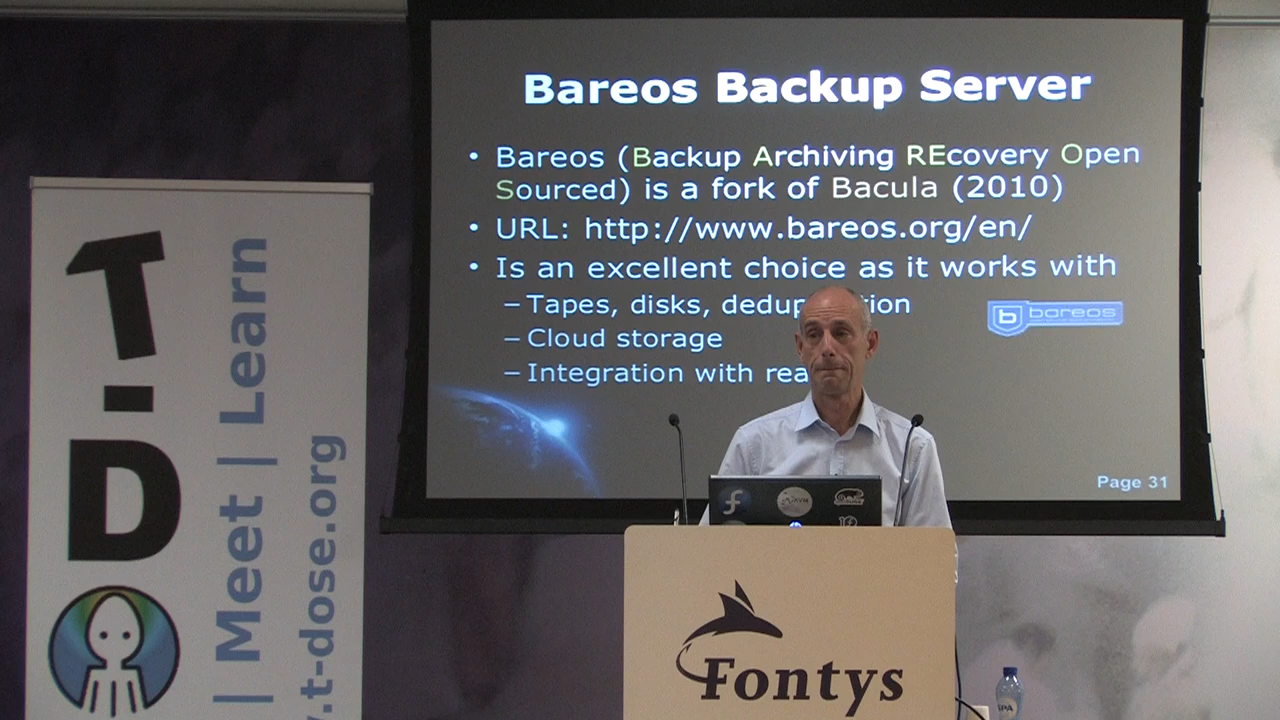 Bareos Backup Server
• Bareos (Backup Archiving REcovery Open
Sourced) is a fork of Bacula (2010)
• URL: http://www.bareos.org/en/
• Is an excellent choice as it works with
– Tapes, disks,
– Cloud storage
– Integration with
bareos
Page 31
T-DO
| Meet | Learn
.t-dose.org
Fontys
SPA